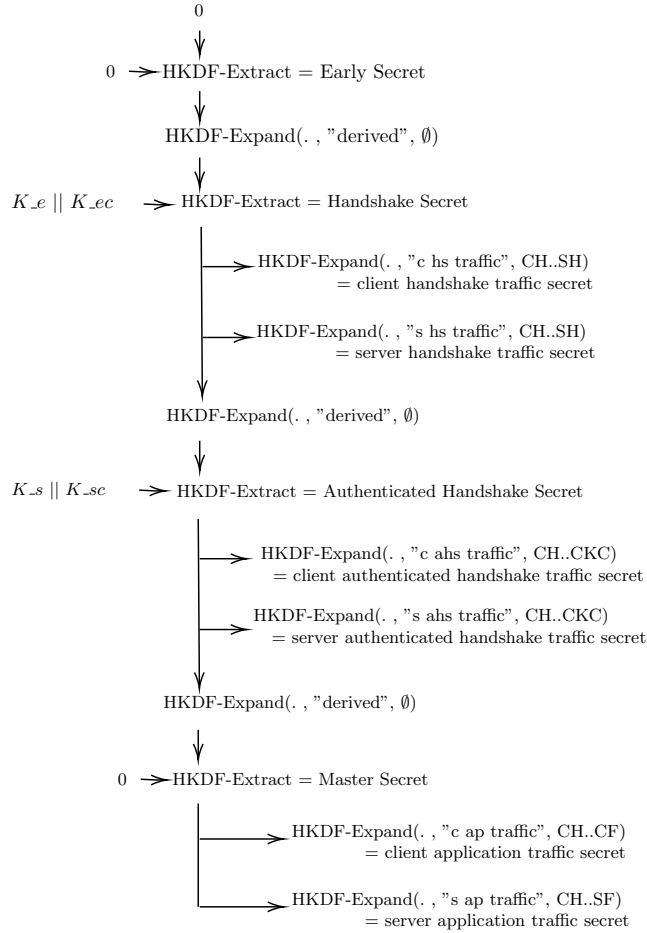 0
0 HKDF-Extract = Early Secret
HKDF-Expand(. , "derived", ∅)
K_e || K_ec HKDF-Extract = Handshake Secret
HKDF-Expand(. , "c hs traffic", CH..SH)
= client handshake traffic secret
HKDF-Expand(. , "s hs traffic", CH..SH)
= server handshake traffic secret
HKDF-Expand(. , "derived", ∅)
K_s || K_sc HKDF-Extract = Authenticated Handshake Secret
HKDF-Expand(. , "c ahs traffic", CH..CKC)
= client authenticated handshake traffic secret
HKDF-Expand(. , "s ahs traffic", CH..CKC)
= server authenticated handshake traffic secret
HKDF-Expand(. , "derived", ∅)
0 HKDF-Extract = Master Secret
HKDF-Expand(. , "c ap traffic", CH..CF)
= client application traffic secret
HKDF-Expand(. , "s ap traffic", CH..SF)
= server application traffic secret